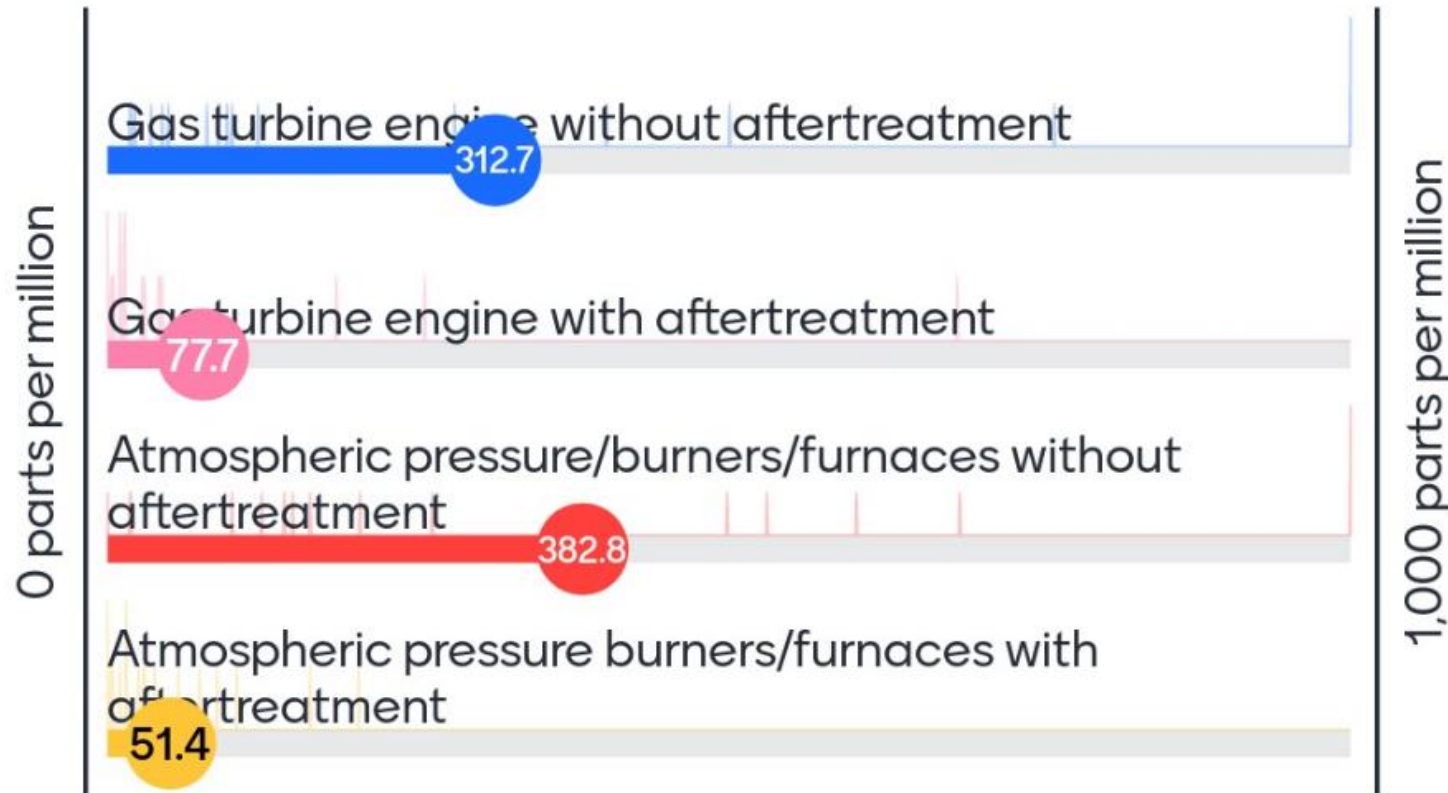 0 parts per million
Gas turbine engine without aftertreatment
312.7
Gas turbine engine with aftertreatment
77.7
Atmospheric pressure/burners/furnaces without
aftertreatment
382.8
Atmospheric pressure burners/furnaces with
aftertreatment
51.4
1,000 parts per million